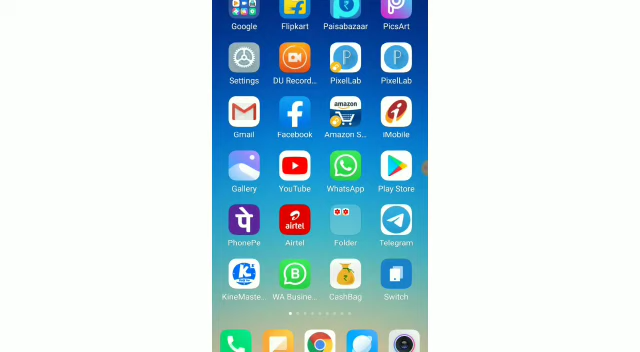 Google Flipkart Paisabazaar PicsArt
Settings DU Record... PixelLab PixelLab
amazon
Gmail Facebook Amazon S... IMobile
Gallery YouTube WhatsApp Play Store
पे
airtel
PhonePe Airtel Folder Telegram
KineMaste.. WA Busine.. CashBag Switch